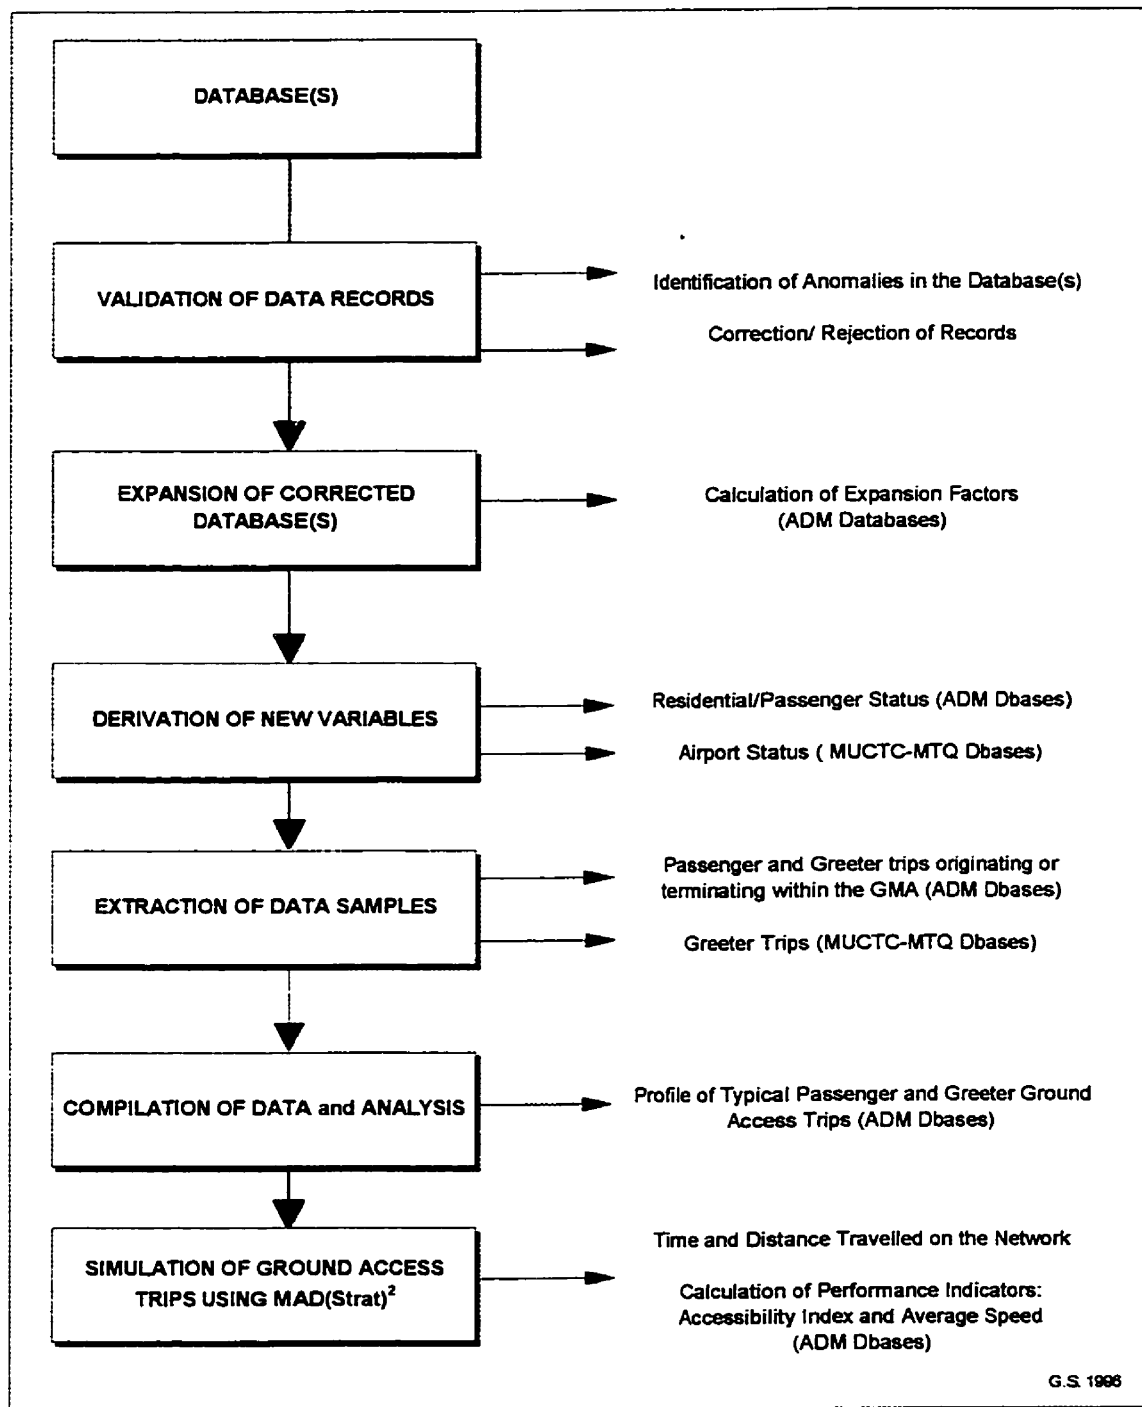 DATABASE(S)
VALIDATION OF DATA RECORDS
Identification of Anomalies in the Database(s)
Correction/ Rejection of Records
EXPANSION OF CORRECTED
DATABASE(S)
Calculation of Expansion Factors
(ADM Databases)
DERIVATION OF NEW VARIABLES
Residential/Passenger Status (ADM Dbases)
Airport Status ( MUCTC-MTQ Dbases)
EXTRACTION OF DATA SAMPLES
Passenger and Greeter trips originating or
terminating within the GMA (ADM Dbases)
Greeter Trips (MUCTC-MTQ Dbases)
COMPILATION OF DATA and ANALYSIS
Profile of Typical Passenger and Greeter Ground
Access Trips (ADM Dbases)
SIMULATION OF GROUND ACCESS
TRIPS USING MAD(Strat)²
Time and Distance Travelled on the Network
Calculation of Performance Indicators:
Accessibility Index and Average Speed
(ADM Dbases)
G.S. 1996